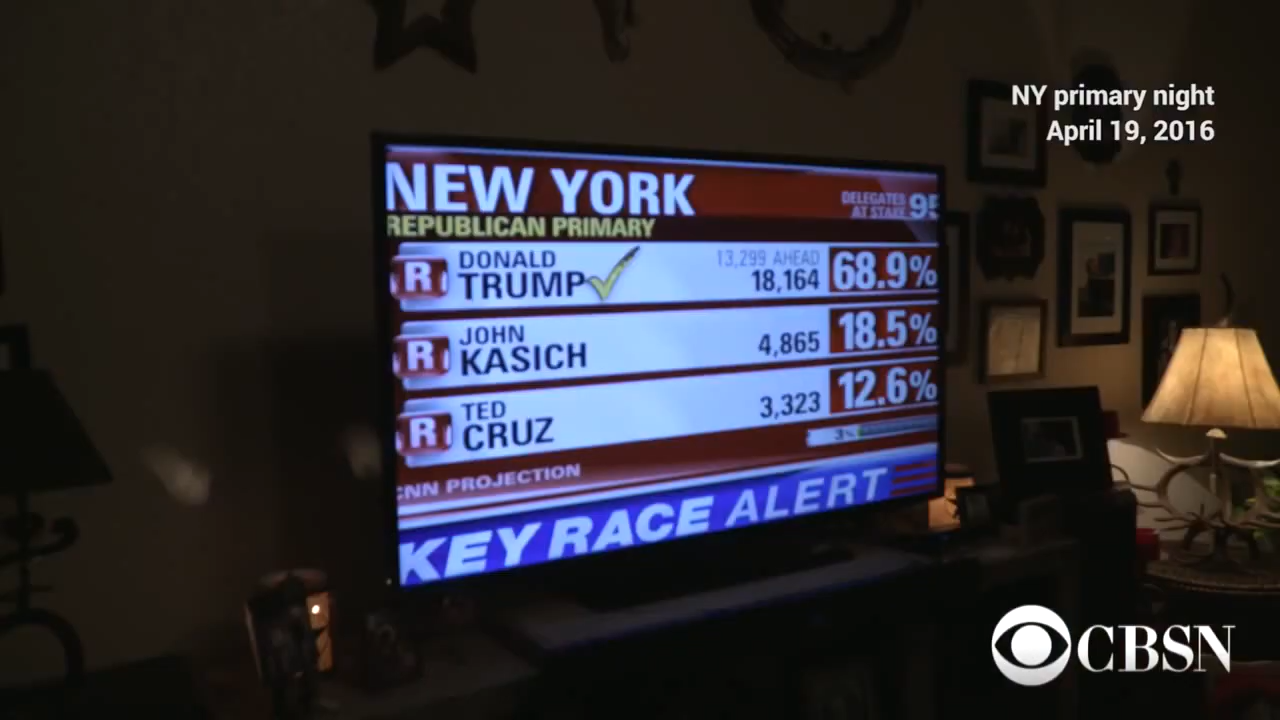 NY primary night
April 19, 2016
NEW YORK
DELEGATES
AT STAKE 95
REPUBLICAN PRIMARY
R DONALD
TRUMP
13,299 AHEAD
18,164 68.9%
R JOHN
KASICH 4,865 18.5%
R TED
CRUZ 3,323 12.6%
3%
CNN PROJECTION
KEY RACE ALERT
CBSN